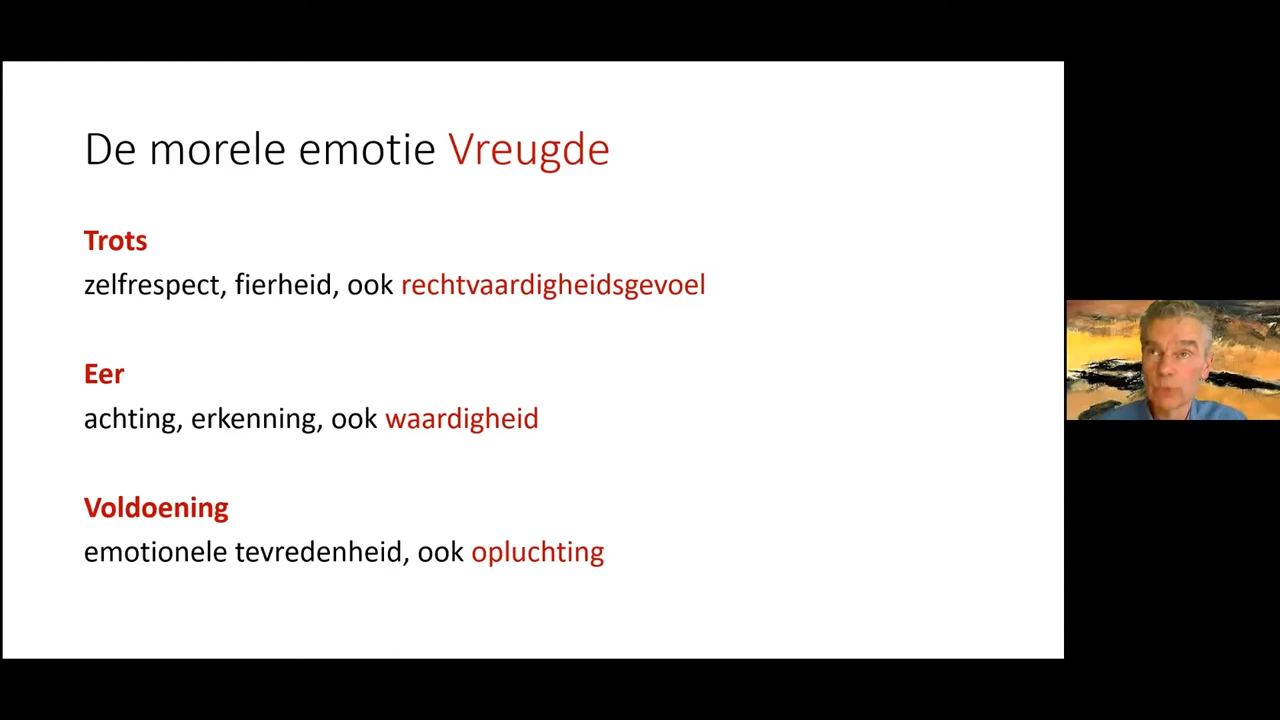 De morele emotie Vreugde
Trots
zelfrespect, fierheid, ook rechtvaardigheidsgevoel
Eer
achting, erkenning, ook waardigheid
Voldoening
emotionele tevredenheid, ook opluchting